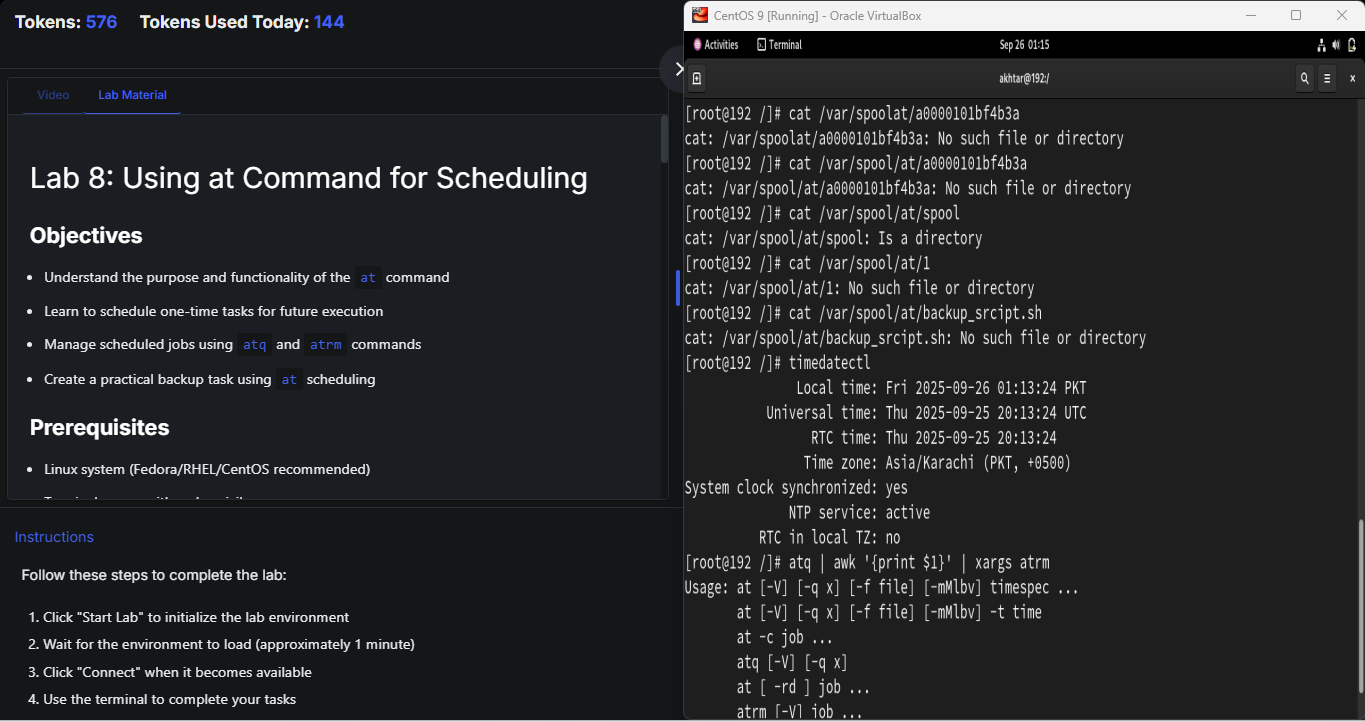 Tokens: 576 Tokens Used Today: 144
Video Lab Material
Lab 8: Using at Command for Scheduling
Objectives
• Understand the purpose and functionality of the at command
• Learn to schedule one-time tasks for future execution
• Manage scheduled jobs using atq and atrm commands
• Create a practical backup task using at scheduling
Prerequisites
• Linux system (Fedora/RHEL/CentOS recommended)
Instructions
Follow these steps to complete the lab:
1. Click "Start Lab" to initialize the lab environment
2. Wait for the environment to load (approximately 1 minute)
3. Click "Connect" when it becomes available
4. Use the terminal to complete your tasks
CentOS 9 [Running] - Oracle VirtualBox
Activities Terminal Sep 26 01:15
akhtar@192:/
[root@192 /]# cat /var/spoolat/a0000101bf4b3a
cat: /var/spoolat/a0000101bf4b3a: No such file or directory
[root@192 /]# cat /var/spool/at/a0000101bf4b3a
cat: /var/spool/at/a0000101bf4b3a: No such file or directory
[root@192 /]# cat /var/spool/at/spool
cat: /var/spool/at/spool: Is a directory
[root@192 /]# cat /var/spool/at/1
cat: /var/spool/at/1: No such file or directory
[root@192 /]# cat /var/spool/at/backup_srcipt.sh
cat: /var/spool/at/backup_srcipt.sh: No such file or directory
[root@192 /]# timedatectl
Local time: Fri 2025-09-26 01:13:24 PKT
Universal time: Thu 2025-09-25 20:13:24 UTC
RTC time: Thu 2025-09-25 20:13:24
Time zone: Asia/Karachi (PKT, +0500)
System clock synchronized: yes
NTP service: active
RTC in local TZ: no
[root@192 /]# atq | awk '{print $1}' | xargs atrm
Usage: at [-V] [-q x] [-f file] [-mMlbv] timespec ...
at [-V] [-q x] [-f file] [-mMlbv] -t time
at -c job ...
atq [-V] [-q x]
at [ -rd ] job ...
atrm [-V] job ...